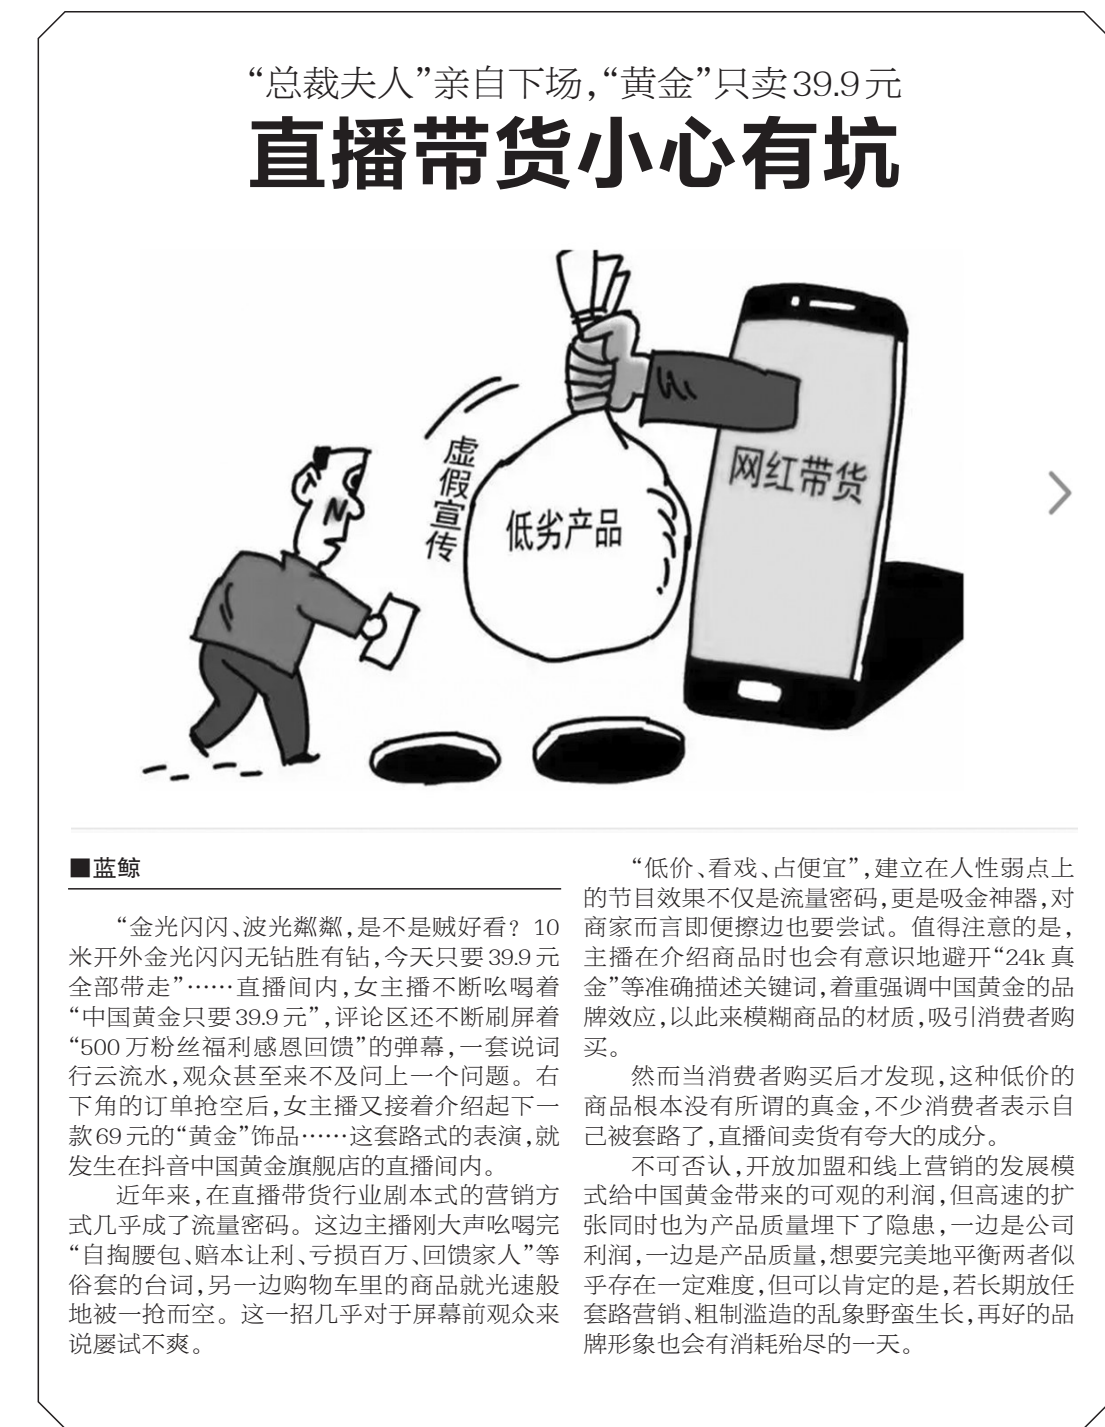 “总裁夫人”亲自下场，“黄金”只卖39.9元
直播带货小心有坑
虚假宣传
低劣产品
网红带货
■蓝鲸
“金光闪闪、波光粼粼，是不是贼好看？10
米开外金光闪闪无钻胜有钻，今天只要39.9元
全部带走”……直播间内，女主播不断吆喝着
“中国黄金只要39.9元”，评论区还不断刷屏着
“500万粉丝福利感恩回馈”的弹幕，一套说词
行云流水，观众甚至来不及问上一个问题。右
下角的订单抢空后，女主播又接着介绍起下一
款69元的“黄金”饰品……这套路式的表演，就
发生在抖音中国黄金旗舰店的直播间内。
近年来，在直播带货行业剧本式的营销方
式几乎成了流量密码。这边主播刚大声吆喝完
“自掏腰包、赔本让利、亏损百万、回馈家人”等
俗套的台词，另一边购物车里的商品就光速般
地被一抢而空。这一招几乎对于屏幕前观众来
说屡试不爽。
“低价、看戏、占便宜”，建立在人性弱点上
的节目效果不仅是流量密码，更是吸金神器，对
商家而言即便擦边也要尝试。值得注意的是，
主播在介绍商品时也会有意识地避开“24k真
金”等准确描述关键词，着重强调中国黄金的品
牌效应，以此来模糊商品的材质，吸引消费者购
买。
然而当消费者购买后才发现，这种低价的
商品根本没有所谓的真金，不少消费者表示自
己被套路了，直播间卖货有夸大的成分。
不可否认，开放加盟和线上营销的发展模
式给中国黄金带来的可观的利润，但高速的扩
张同时也为产品质量埋下了隐患，一边是公司
利润，一边是产品质量，想要完美地平衡两者似
乎存在一定难度，但可以肯定的是，若长期放任
套路营销、粗制滥造的乱象野蛮生长，再好的品
牌形象也会有消耗殆尽的一天。